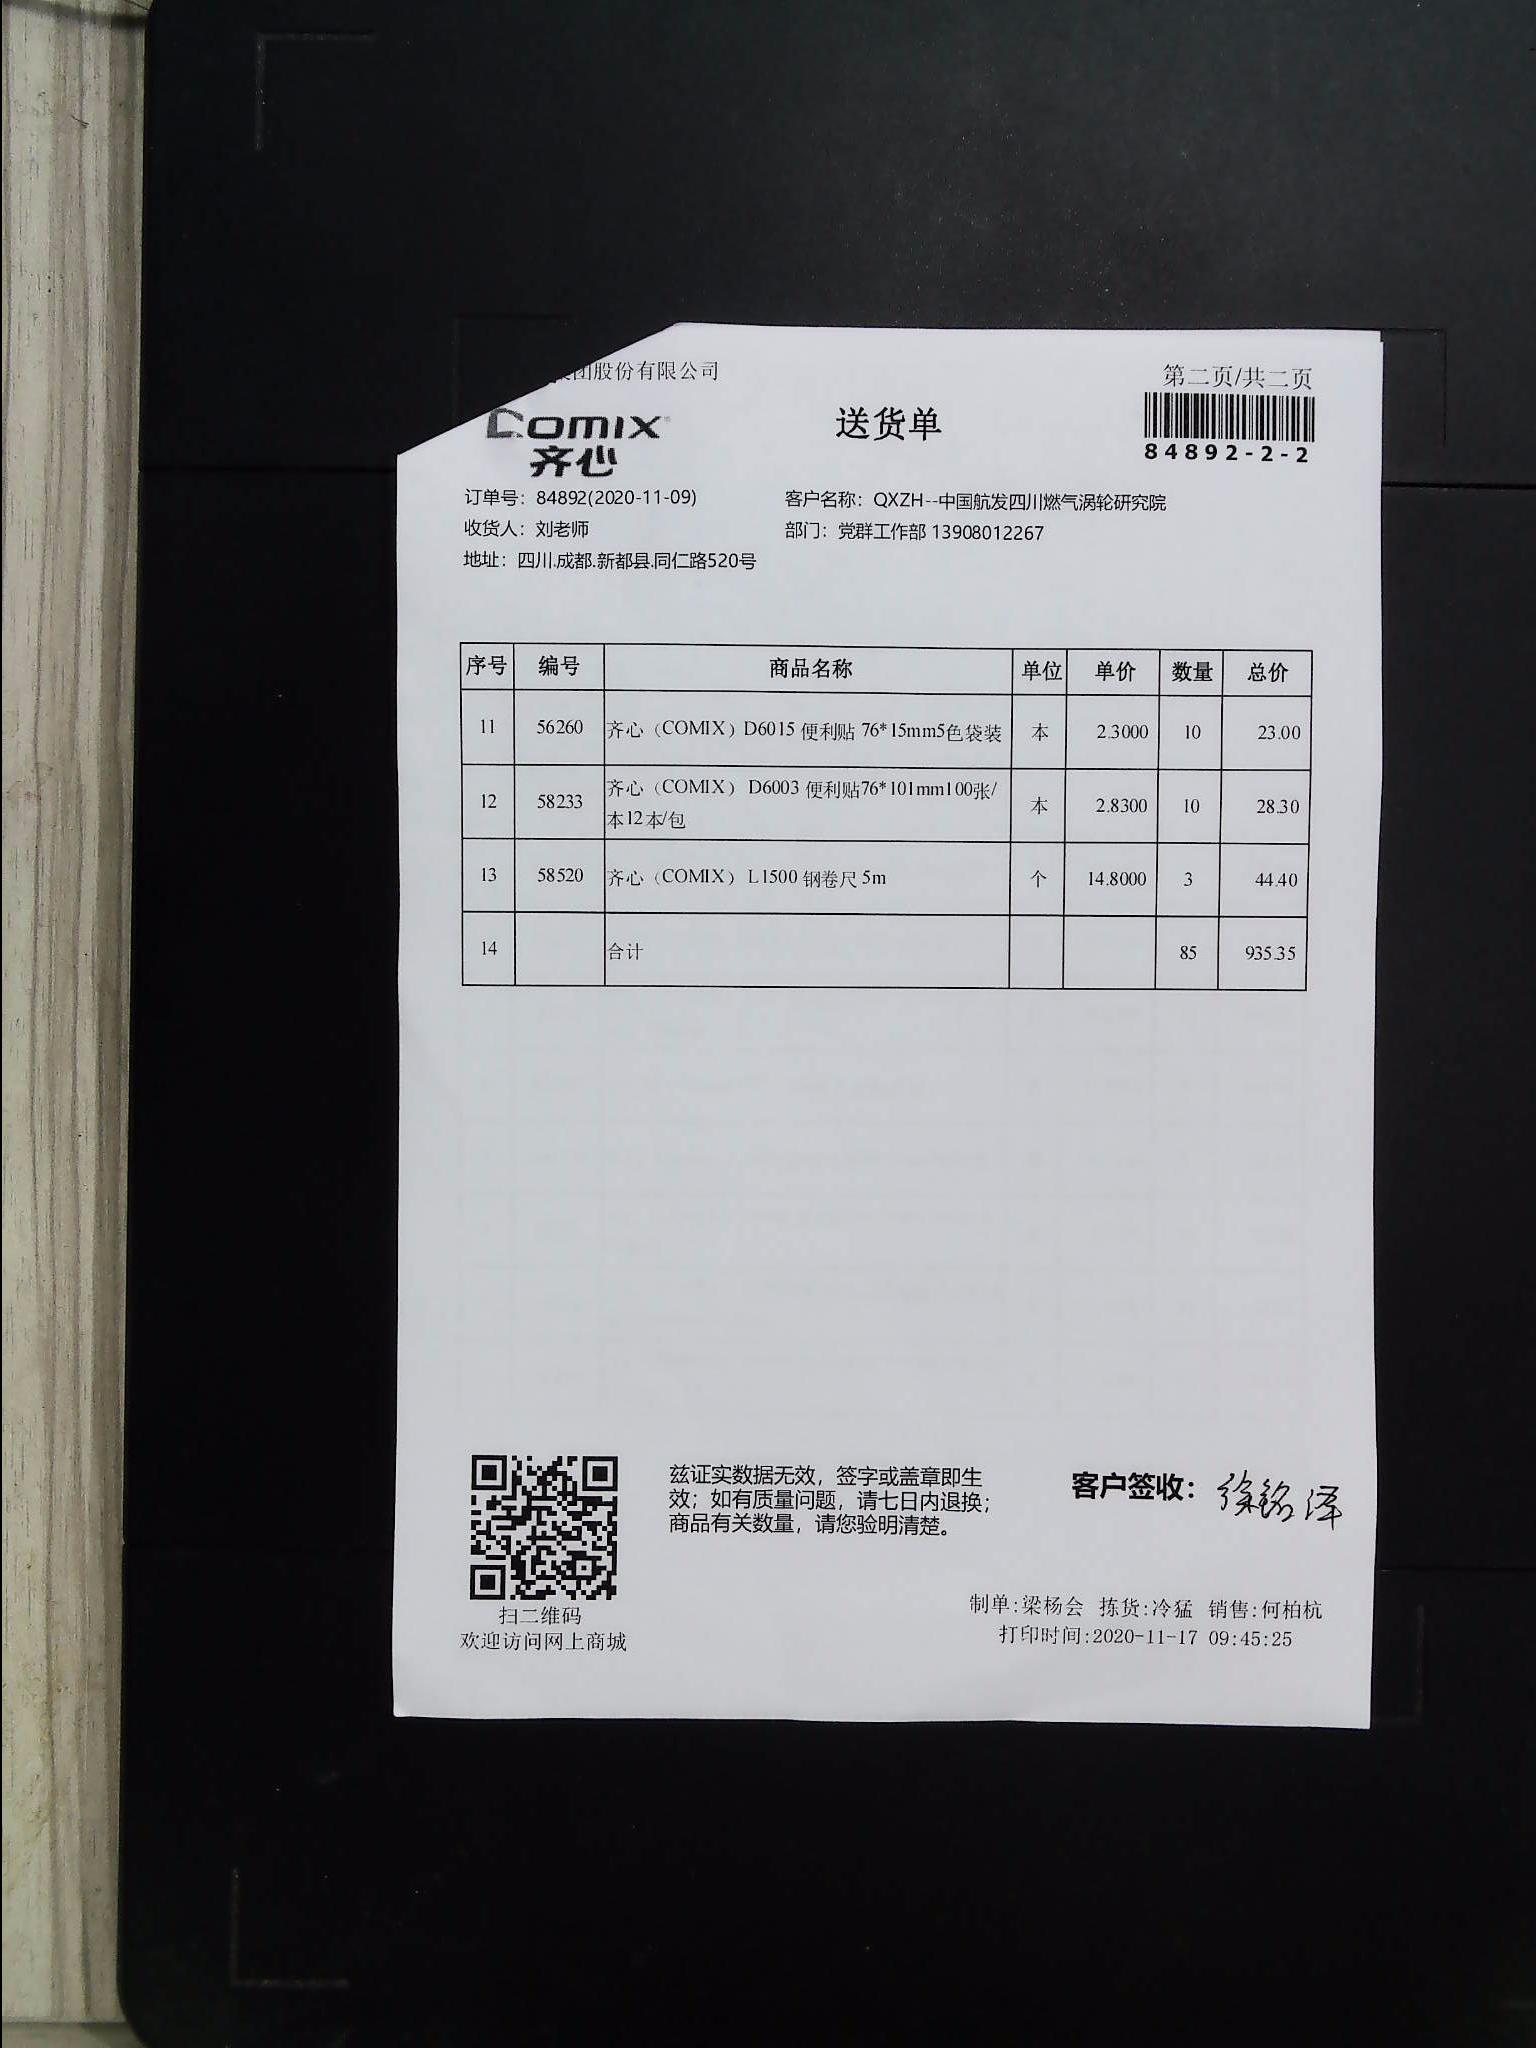 团股份有限公司
第二页/共二页
Comix
齐心
送货单
84892-2-2
订单号：84892(2020-11-09)
客户名称：QXZH--中国航发四川燃气涡轮研究院
收货人：刘老师
部门：党群工作部 13908012267
地址：四川.成都.新都县.同仁路520号
序号 编号 商品名称 单位 单价 数量 总价
11 56260 齐心（COMIX）D6015 便利贴 76*15mm5色袋装 本 2.3000 10 23.00
12 58233 齐心（COMIX） D6003 便利贴76*101mm100张/
本12本/包 本 2.8300 10 28.30
13 58520 齐心（COMIX） L1500 钢卷尺 5m 个 14.8000 3 44.40
14 合计 85 935.35
兹证实数据无效，签字或盖章即生
效；如有质量问题，请七日内退换；
商品有关数量，请您验明清楚。
客户签收：徐铭泽
扫二维码
欢迎访问网上商城
制单:梁杨会 拣货:冷猛 销售:何柏杭
打印时间:2020-11-17 09:45:25